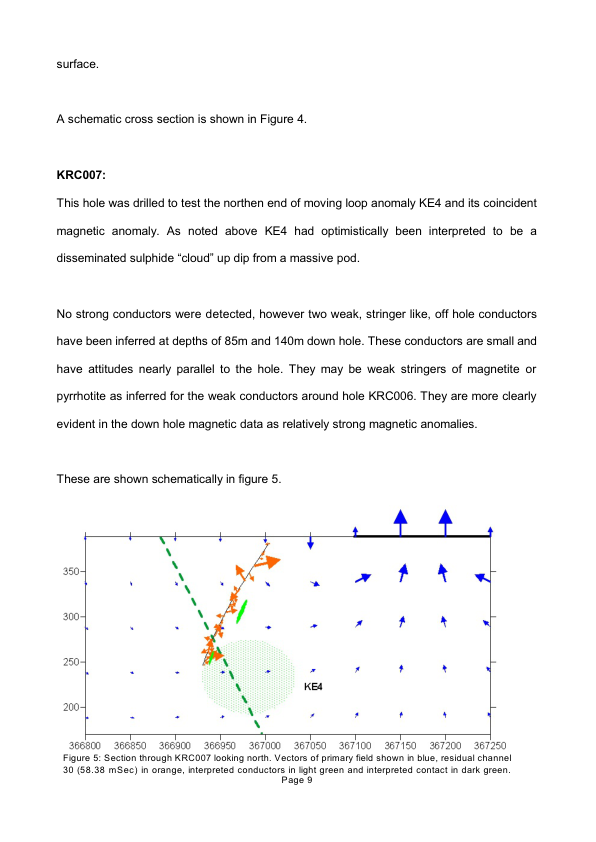 surface.
A schematic cross section is shown in Figure 4.
KRC007:
This hole was drilled to test the northen end of moving loop anomaly KE4 and its coincident
magnetic anomaly. As noted above KE4 had optimistically been interpreted to be a
disseminated sulphide “cloud” up dip from a massive pod.
No strong conductors were detected, however two weak, stringer like, off hole conductors
have been inferred at depths of 85m and 140m down hole. These conductors are small and
have attitudes nearly parallel to the hole. They may be weak stringers of magnetite or
pyrrhotite as inferred for the weak conductors around hole KRC006. They are more clearly
evident in the down hole magnetic data as relatively strong magnetic anomalies.
These are shown schematically in figure 5.
350
300
250
200
KE4
366800 366850 366900 366950 367000 367050 367100 367150 367200 367250
Figure 5: Section through KRC007 looking north. Vectors of primary field shown in blue, residual channel
30 (58.38 mSec) in orange, interpreted conductors in light green and interpreted contact in dark green.
Page 9